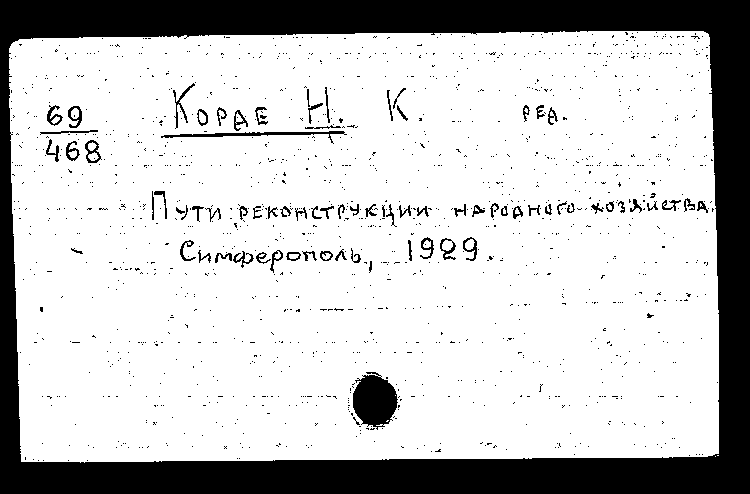 69
468
Корде Н. К. ред.
Пути реконструкции народного хозяйства.
Симферополь, 1929.